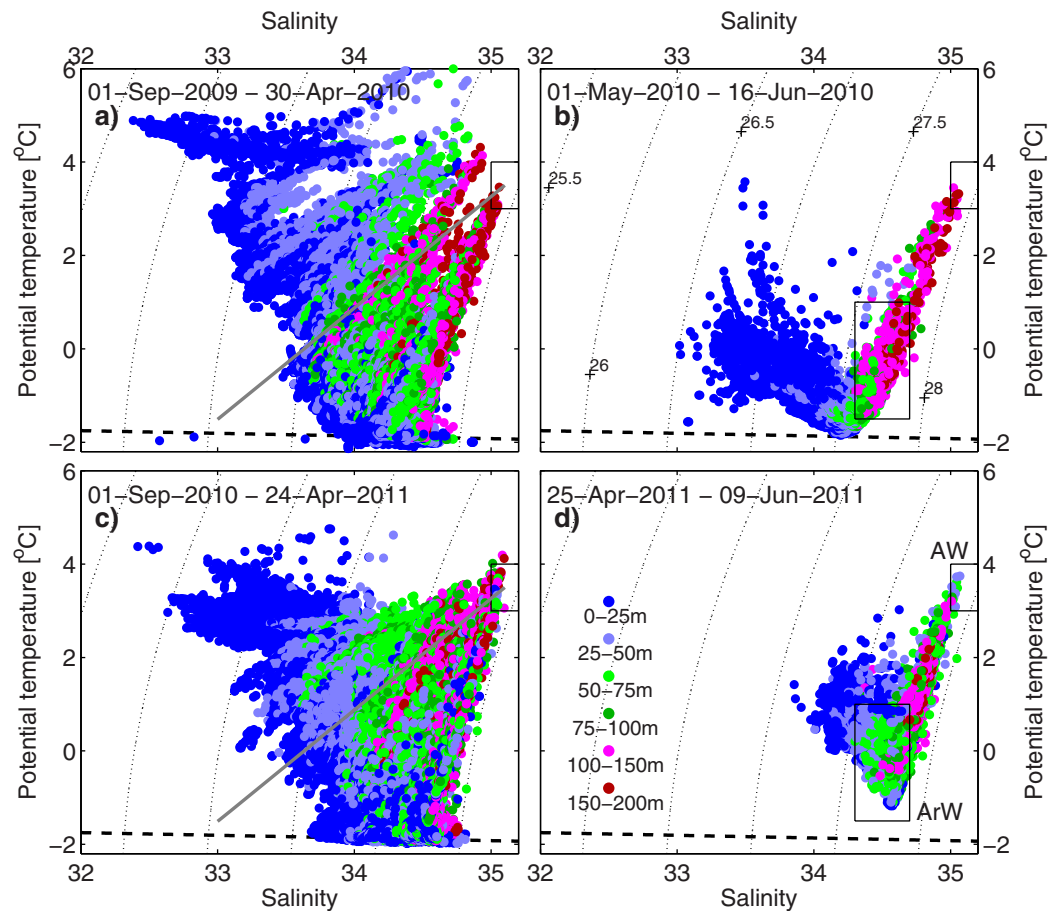 Salinity
Salinity
32
33
34
35
32
33
34
35
6
4
2
0
−2
Potential temperature [°C]
01−Sep−2009 − 30−Apr−2010
a)
01−May−2010 − 16−Jun−2010
b)
26.5
27.5
25.5
26
28
6
4
2
0
−2
Potential temperature [°C]
6
4
2
0
−2
Potential temperature [°C]
01−Sep−2010 − 24−Apr−2011
c)
25−Apr−2011 − 09−Jun−2011
d)
AW
0−25m
25−50m
50−75m
75−100m
100−150m
150−200m
ArW
6
4
2
0
−2
Potential temperature [°C]
32
33
34
35
32
33
34
35
Salinity
Salinity